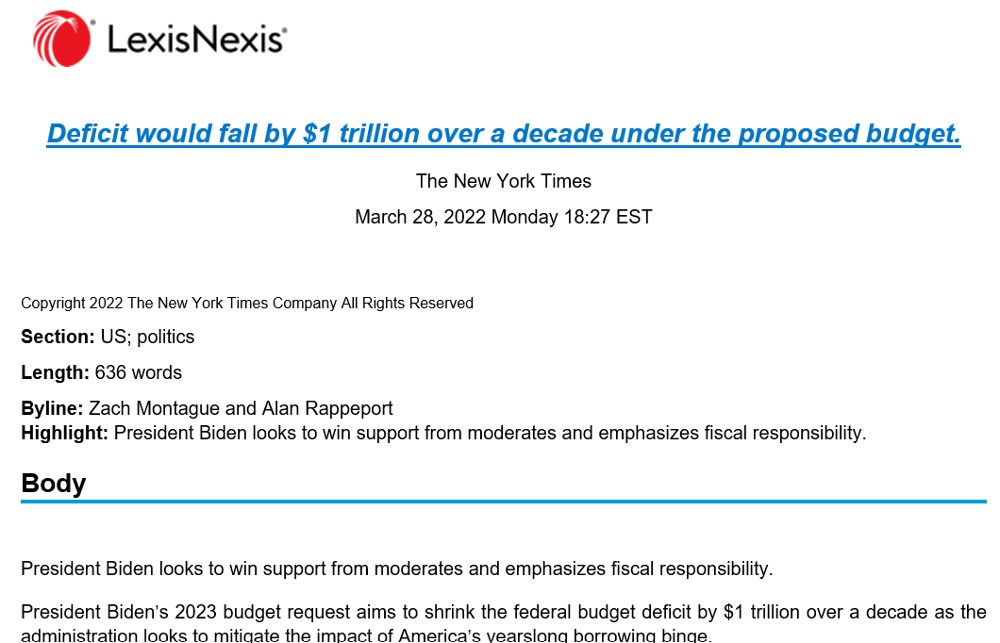 LexisNexis®
Deficit would fall by $1 trillion over a decade under the proposed budget.
The New York Times
March 28, 2022 Monday 18:27 EST
Copyright 2022 The New York Times Company All Rights Reserved
Section: US; politics
Length: 636 words
Byline: Zach Montague and Alan Rappeport
Highlight: President Biden looks to win support from moderates and emphasizes fiscal responsibility.
Body
President Biden looks to win support from moderates and emphasizes fiscal responsibility.
President Biden’s 2023 budget request aims to shrink the federal budget deficit by $1 trillion over a decade as the
administration looks to mitigate the impact of America’s yearslong borrowing binge.